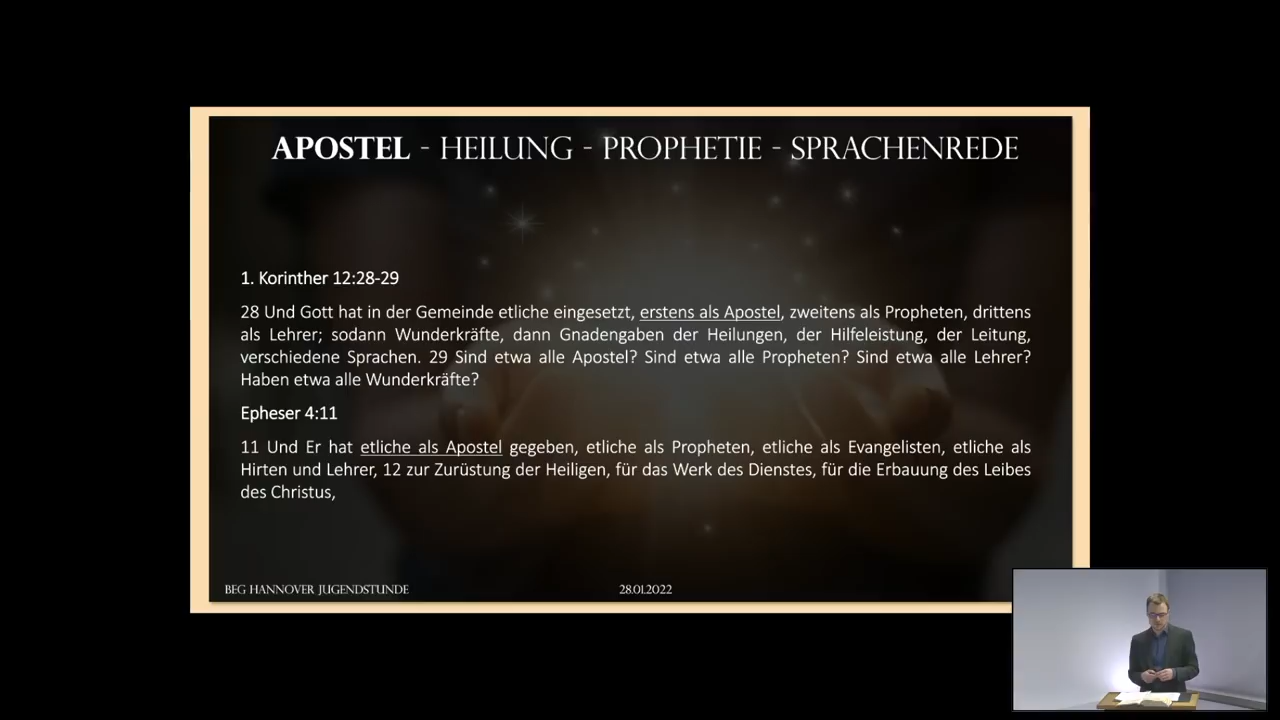 APOSTEL - HEILUNG - PROPHETIE - SPRACHENREDE
1. Korinther 12:28-29
28 Und Gott hat in der Gemeinde etliche eingesetzt, erstens als Apostel, zweitens als Propheten, drittens
als Lehrer; sodann Wunderkräfte, dann Gnadengaben der Heilungen, der Hilfeleistung, der Leitung,
verschiedene Sprachen. 29 Sind etwa alle Apostel? Sind etwa alle Propheten? Sind etwa alle Lehrer?
Haben etwa alle Wunderkräfte?
Epheser 4:11
11 Und Er hat etliche als Apostel gegeben, etliche als Propheten, etliche als Evangelisten, etliche als
Hirten und Lehrer, 12 zur Zurüstung der Heiligen, für das Werk des Dienstes, für die Erbauung des Leibes
des Christus,
BEG HANNOVER JUGENDSTUNDE
28.01.2022